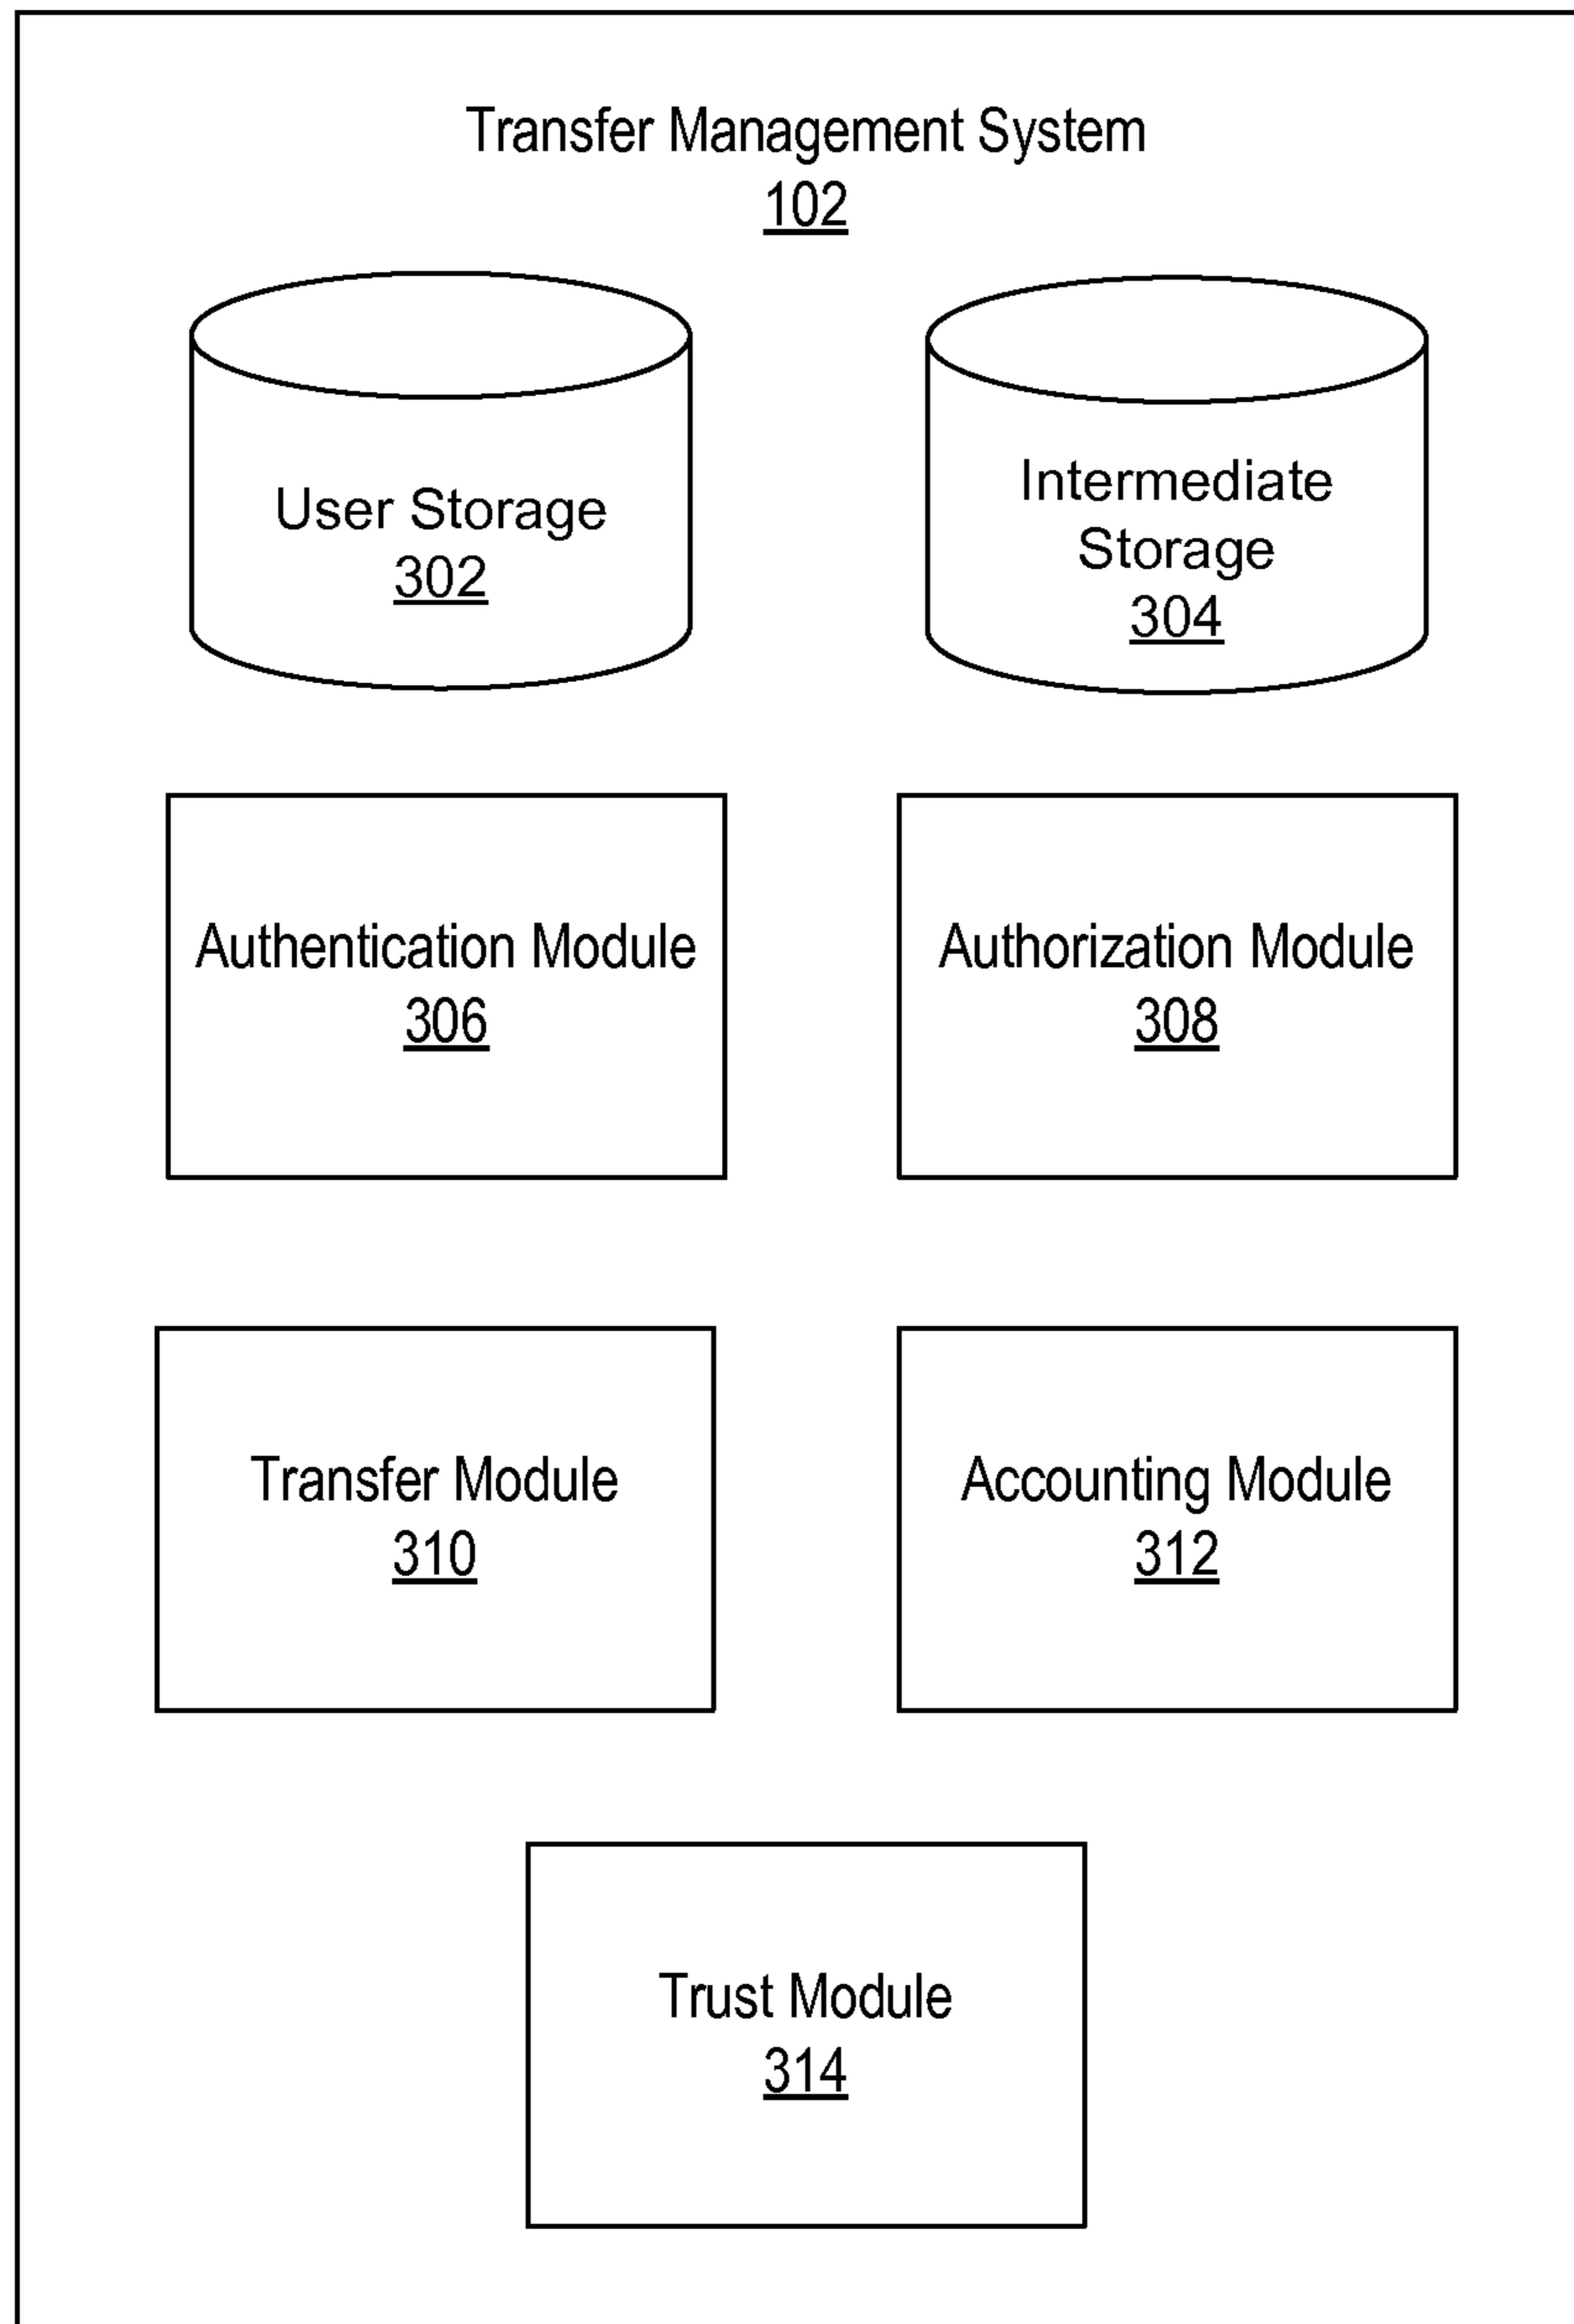 Transfer Management System
102
User Storage
302
Intermediate
Storage
304
Authentication Module
306
Authorization Module
308
Transfer Module
310
Accounting Module
312
Trust Module
314